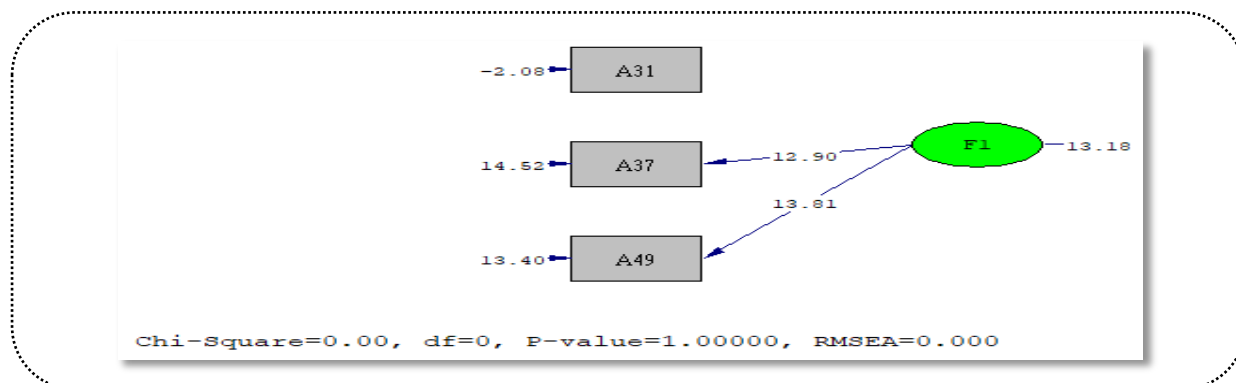 -2.08 A31
F1 13.18
12.90
14.52 A37
13.81
13.40 A49
Chi-Square=0.00, df=0, P-value=1.00000, RMSEA=0.000